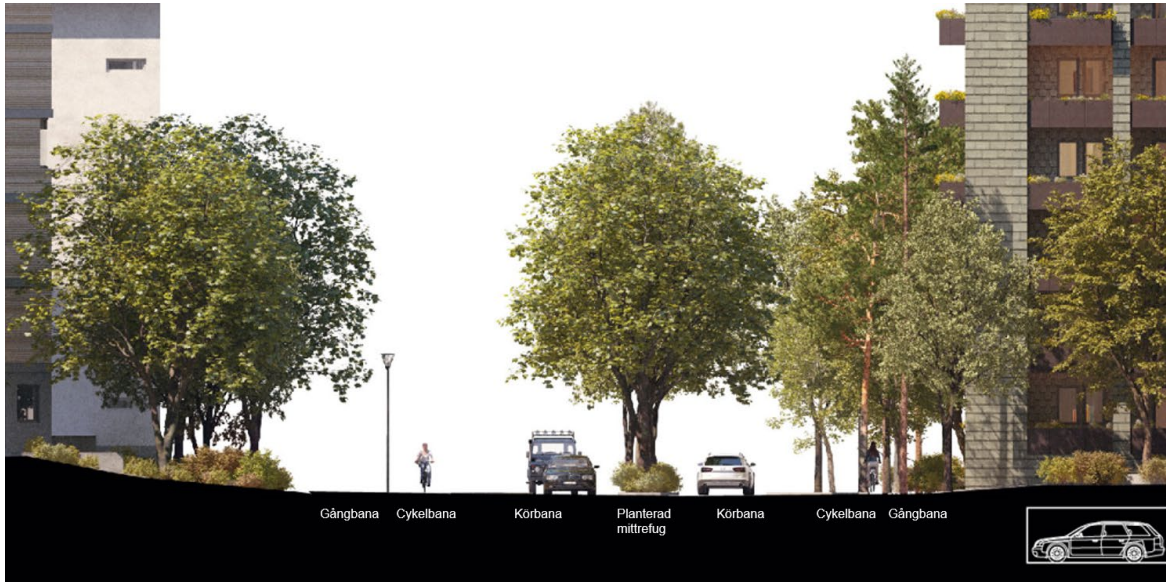 Gångbana
Cykelbana
Körbana
Planterad
mittrefug
Körbana
Cykelbana
Gångbana